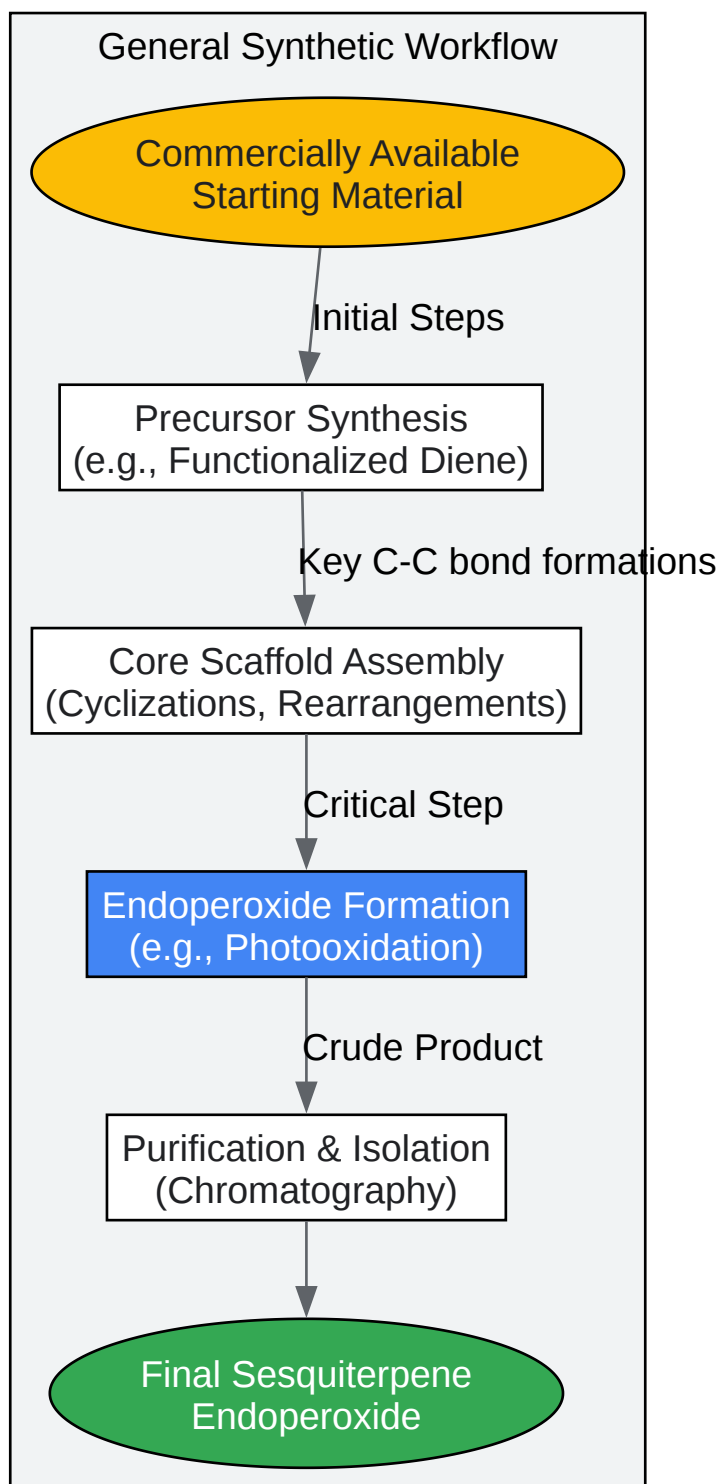 General Synthetic Workflow
Commercially Available
Starting Material
Initial Steps
Precursor Synthesis
(e.g., Functionalized Diene)
Key C-C bond formations
Core Scaffold Assembly
(Cyclizations, Rearrangements)
Critical Step
Endoperoxide Formation
(e.g., Photooxidation)
Crude Product
Purification & Isolation
(Chromatography)
Final Sesquiterpene
Endoperoxide